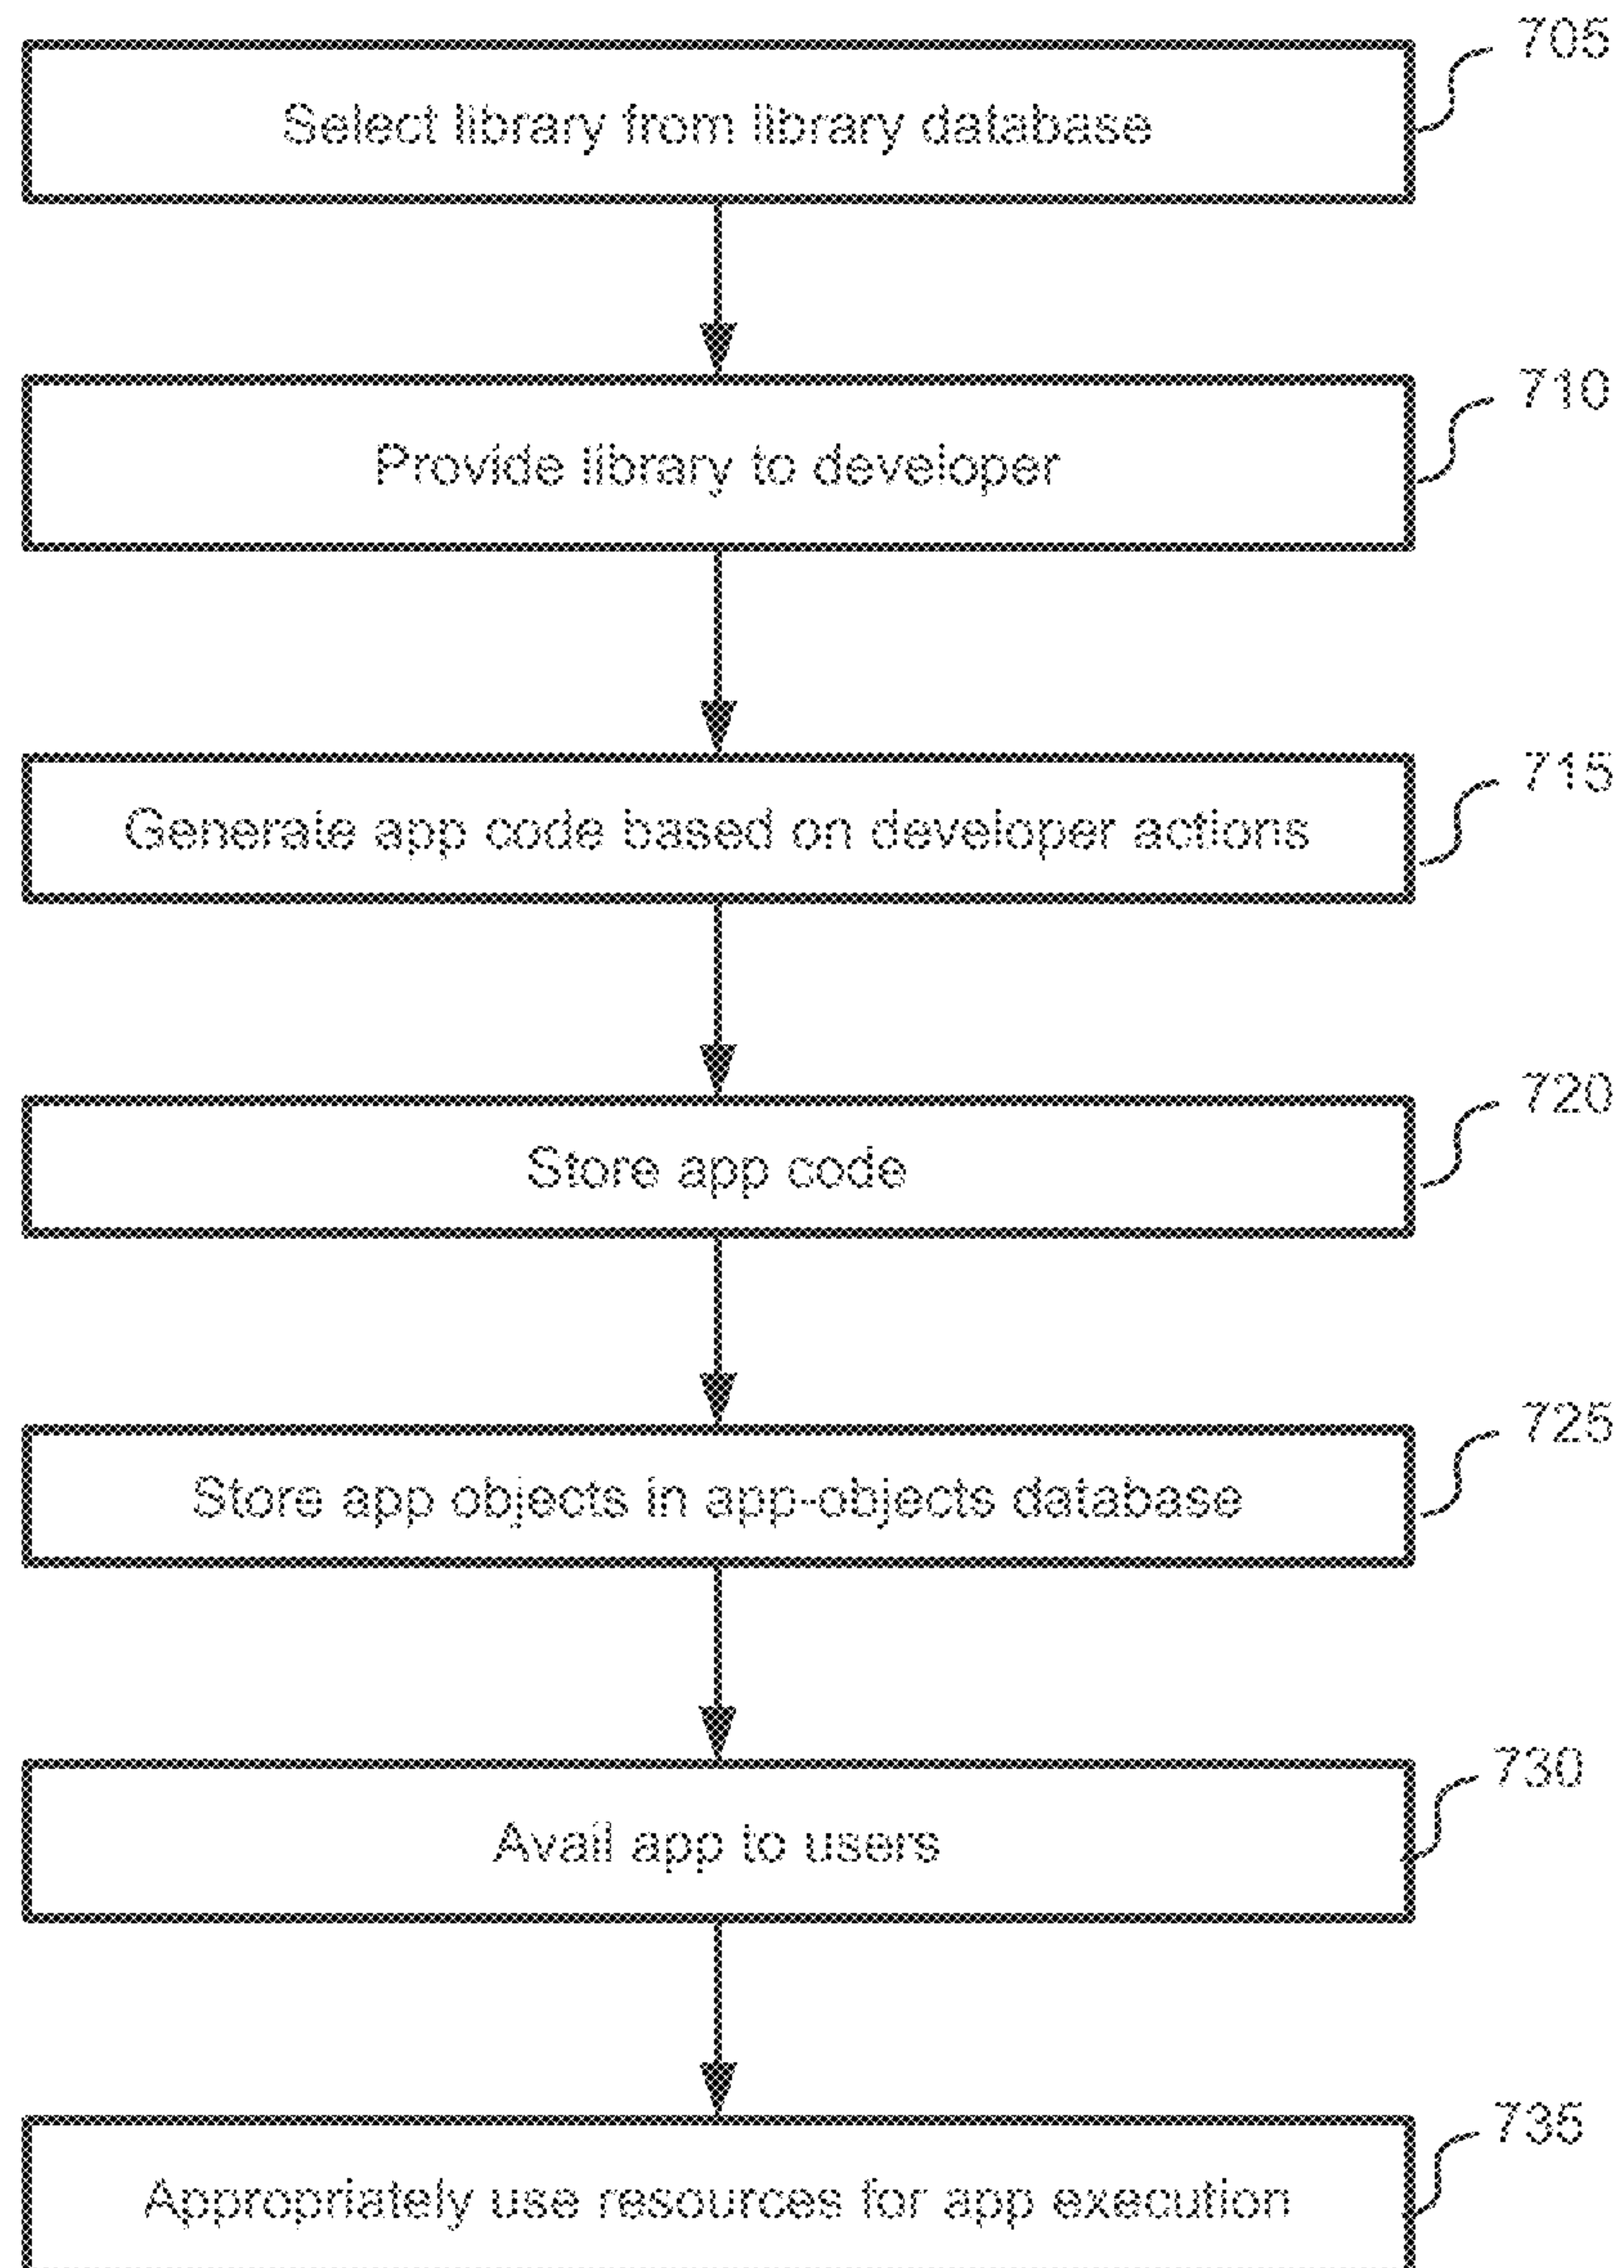 705
Select library from library database
710
Provide library to developer
715
Generate app code based on developer actions
720
Store app code
725
Store app objects in app-objects database
730
Avail app to users
735
Appropriately use resources for app execution